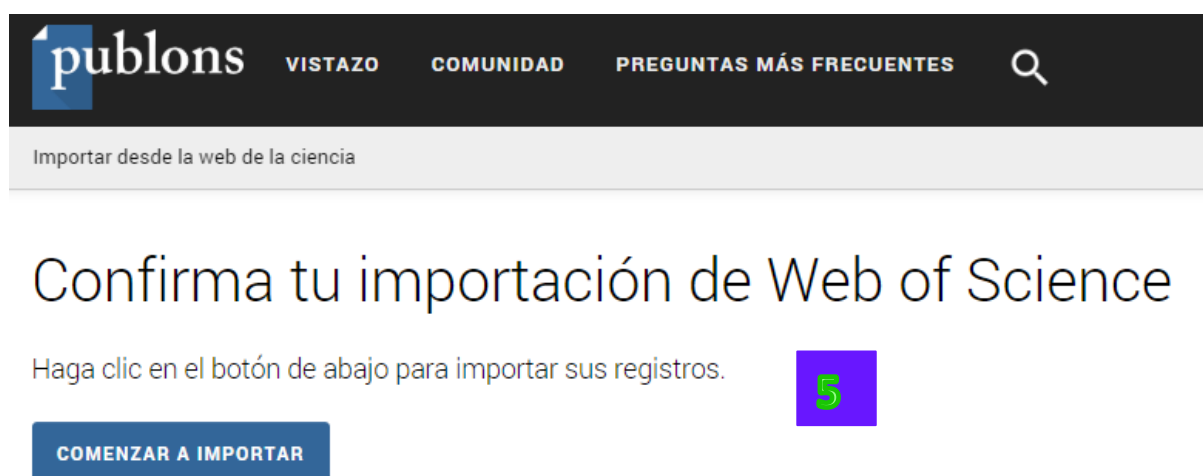 publons VISTAZO COMUNIDAD PREGUNTAS MÁS FRECUENTES
Importar desde la web de la ciencia
Confirma tu importación de Web of Science
Haga clic en el botón de abajo para importar sus registros.
5
COMENZAR A IMPORTAR